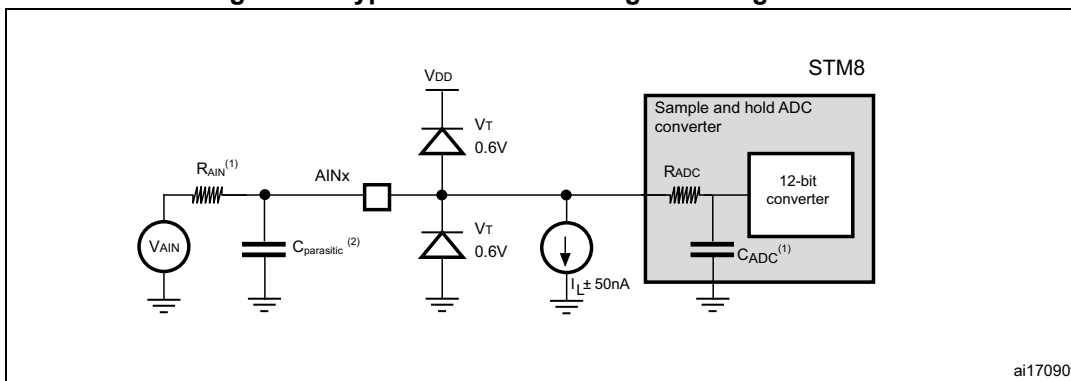 STM8
VDD
Sample and hold ADC
converter
VT
0.6V
RAIN(1)
AINx
RADC
12-bit
converter
VAIN
Cparasitic (2)
VT
0.6V
CADC(1)
IL± 50nA